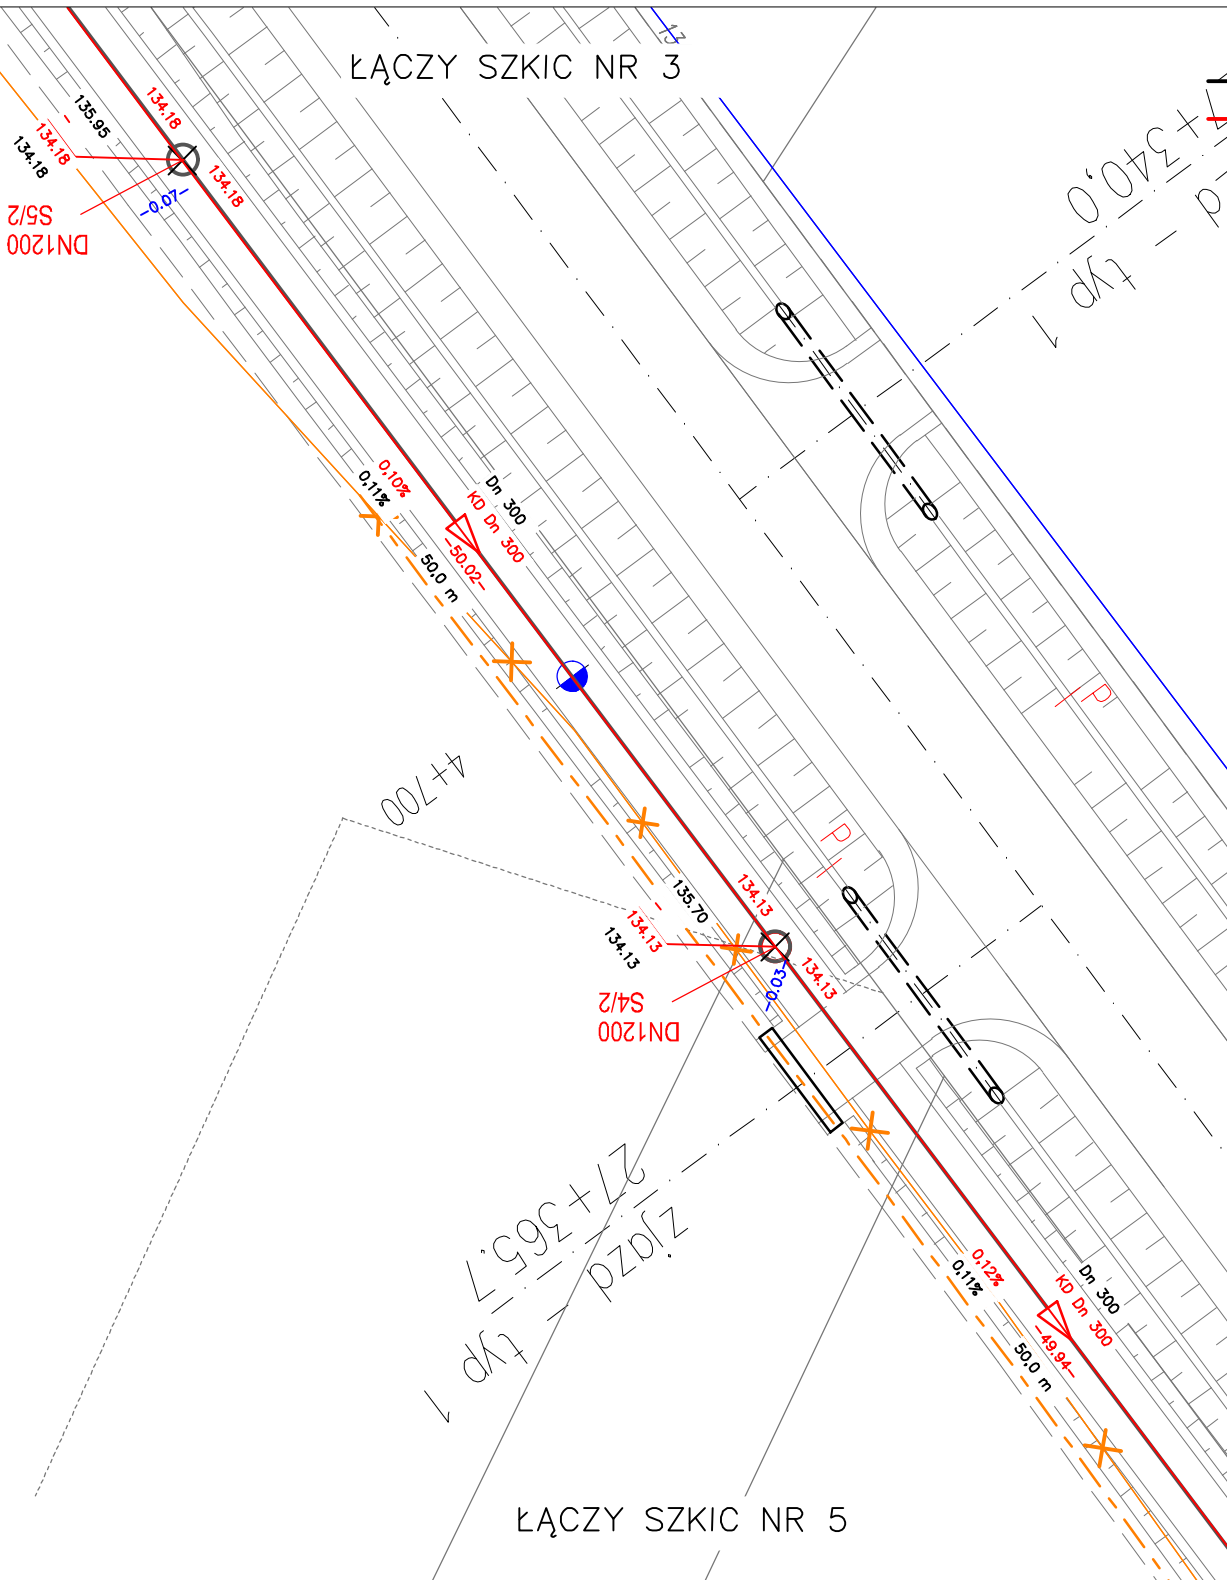 ŁĄCZY SZKIC NR 3
13
7+340,0
typ 1
135.95
134.18
134.18
134.18
134.18
-0.07-
DN1200
S5/2
0,10%
0,11%
Dn 300
KD Dn 300
-50.02-
50,0 m
4+700
P
P
135.70
134.13
134.13
134.13
134.13
-0.03-
DN1200
S4/2
27+365.7
zjazd - typ 1
0,12%
0,11%
Dn 300
KD Dn 300
-49.94-
50,0 m
ŁĄCZY SZKIC NR 5